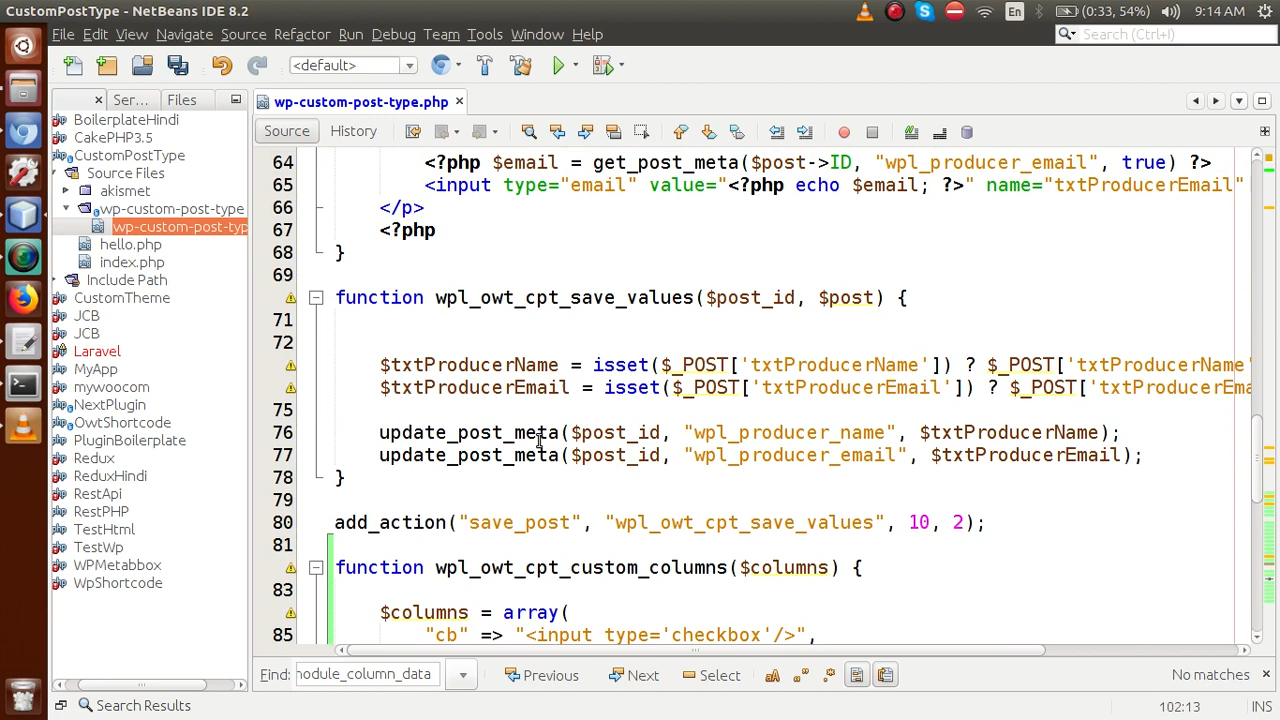 CustomPostType - NetBeans IDE 8.2
En
(0:33, 54%)
9:14 AM
File Edit View Navigate Source Refactor Run Debug Team Tools Window Help
Search (Ctrl+I)
<default>
Ser...
Files
wp-custom-post-type.php
BoilerplateHindi
CakePHP3.5
CustomPostType
Source Files
akismet
wp-custom-post-type
wp-custom-post-typ
hello.php
index.php
Include Path
CustomTheme
JCB
JCB
Laravel
MyApp
mywoocom
NextPlugin
OwtShortcode
PluginBoilerplate
Redux
ReduxHindi
RestApi
RestPHP
TestHtml
TestWp
WPMetabbox
WpShortcode
Source
History
64 <?php $email = get_post_meta($post->ID, "wpl_producer_email", true) ?>
65 <input type="email" value="<?php echo $email; ?>" name="txtProducerEmail"
66 </p>
67 <?php
68 }
69
function wpl_owt_cpt_save_values($post_id, $post) {
71
72
$txtProducerName = isset($_POST['txtProducerName']) ? $_POST['txtProducerName'
$txtProducerEmail = isset($_POST['txtProducerEmail']) ? $_POST['txtProducerEma
75
76 update_post_meta($post_id, "wpl_producer_name", $txtProducerName);
77 update_post_meta($post_id, "wpl_producer_email", $txtProducerEmail);
78 }
79
80 add_action("save_post", "wpl_owt_cpt_save_values", 10, 2);
81
function wpl_owt_cpt_custom_columns($columns) {
83
$columns = array(
85 "cb" => "<input type='checkbox'/>",
Find: nodule_column_data
Previous
Next
Select
No matches
Search Results
102:13
INS